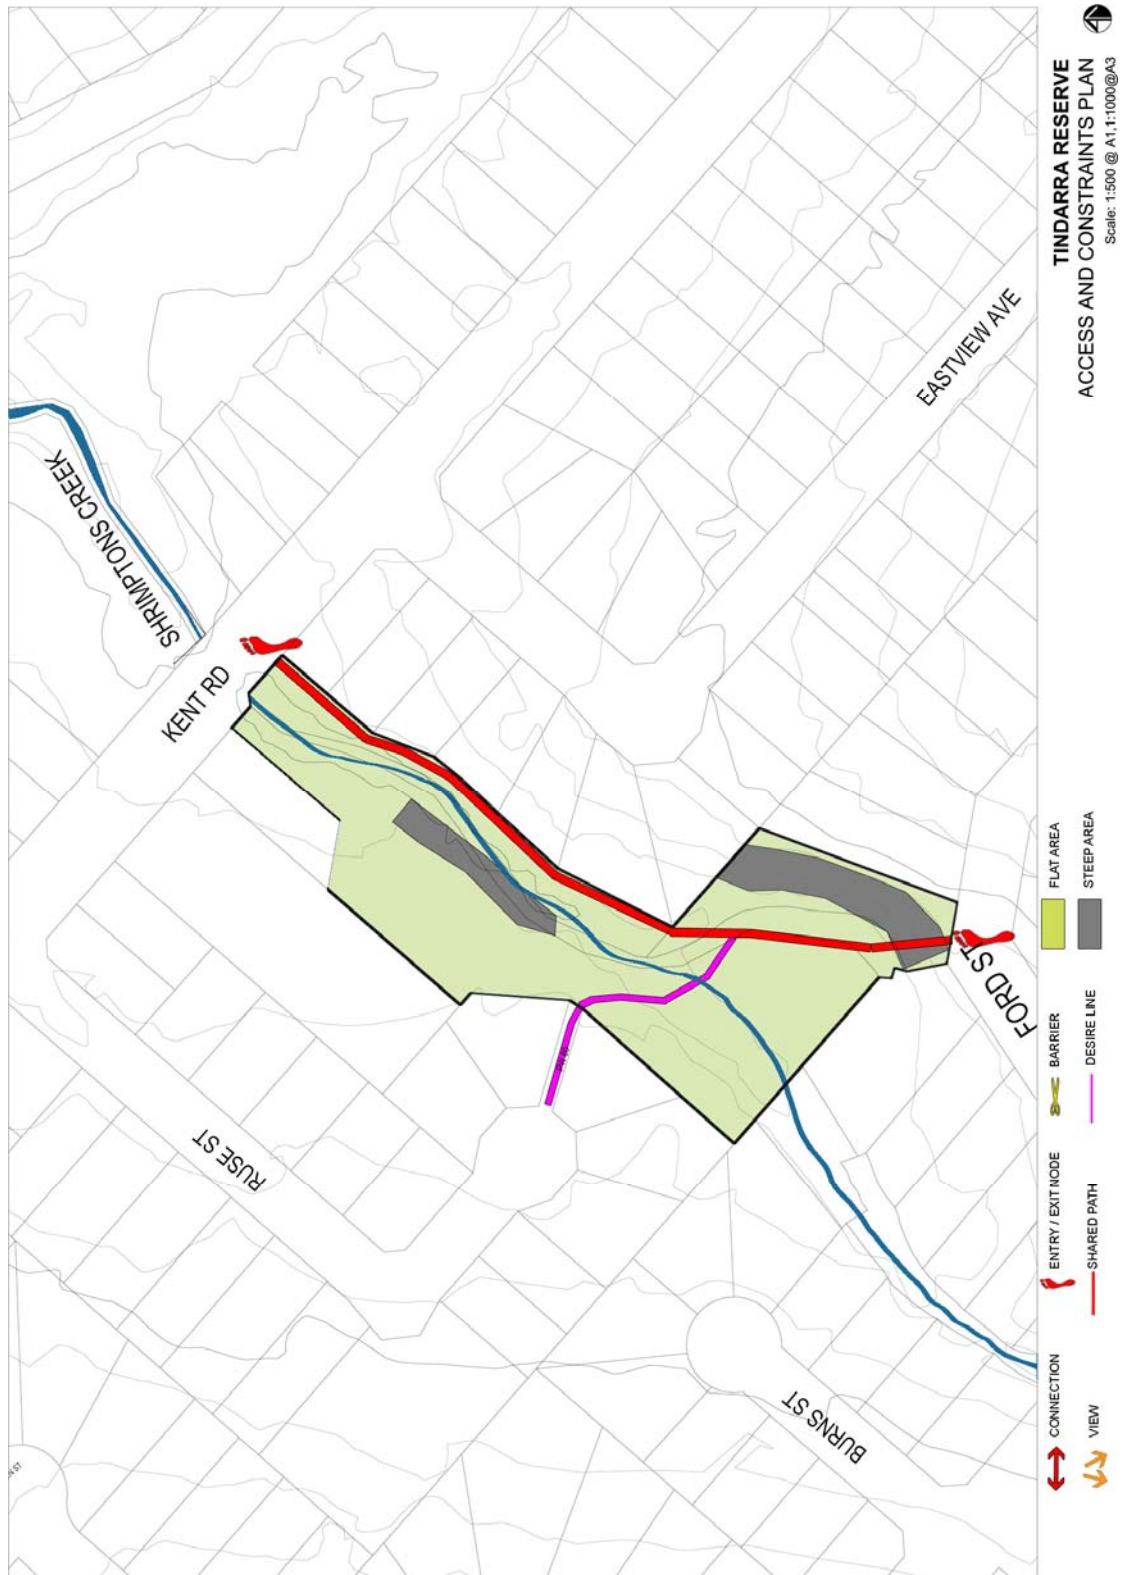 TINDARRA RESERVE
ACCESS AND CONSTRAINTS PLAN
Scale: 1:500 @ A1,1:1000@A3
SHRIMPTONS CREEK
KENT RD
EASTVIEW AVE
RUSE ST
FORD ST
BURNS ST
CONNECTION
ENTRY / EXIT NODE
BARRIER
FLAT AREA
VIEW
SHARED PATH
DESIRE LINE
STEEP AREA